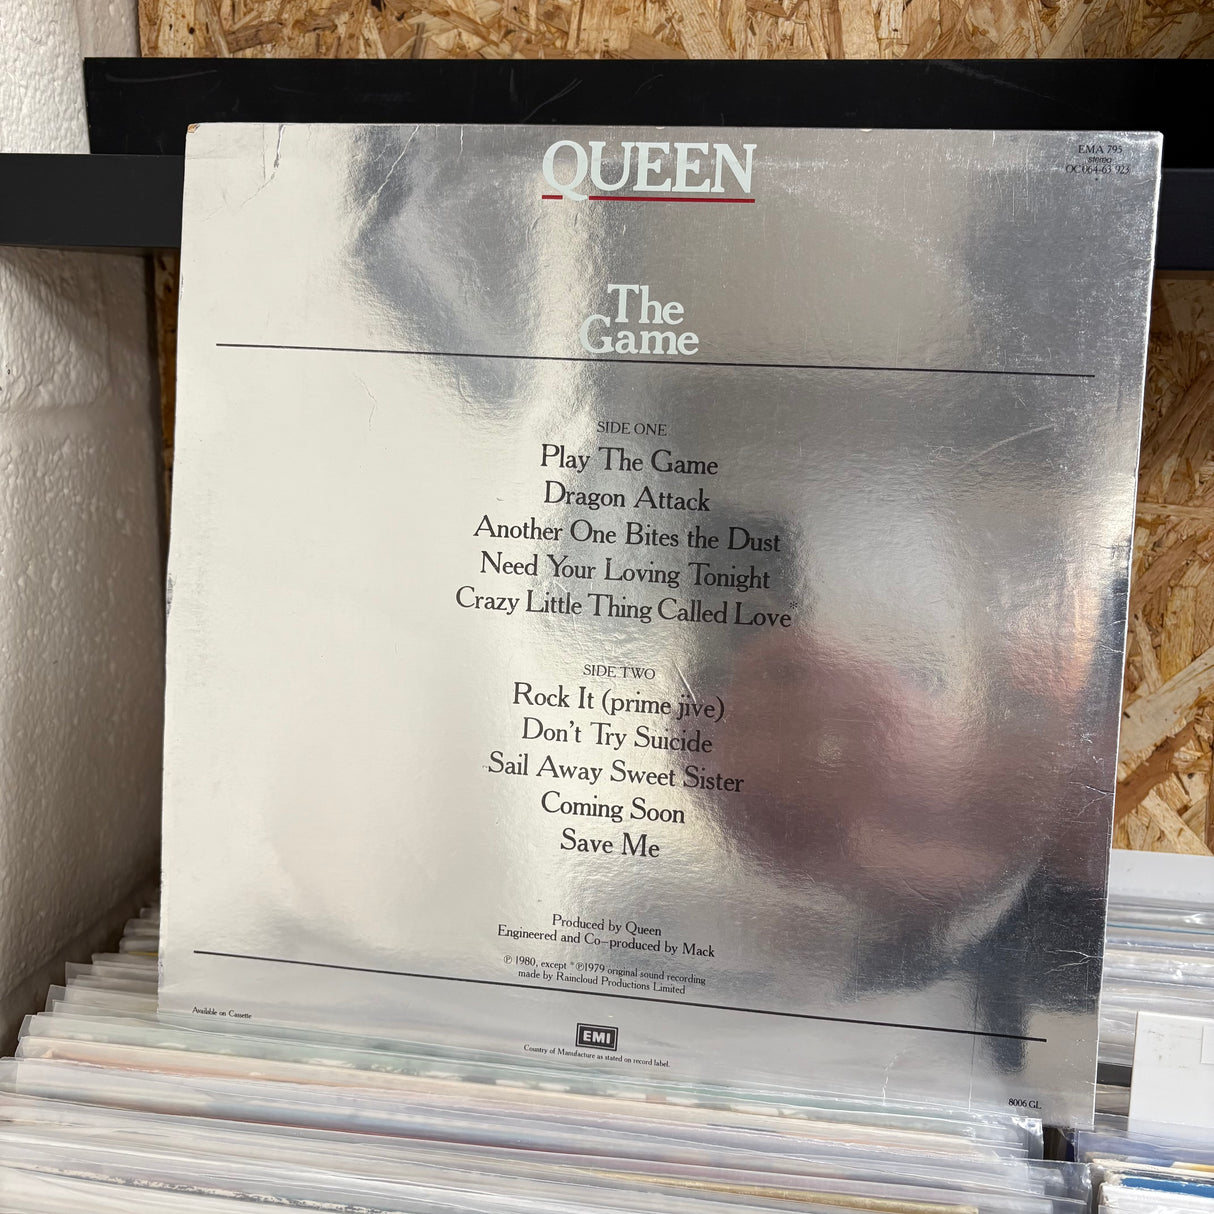 QUEEN
EMA 795
stereo
OC 064-63 923
The
Game
SIDE ONE
Play The Game
Dragon Attack
Another One Bites the Dust
Need Your Loving Tonight
Crazy Little Thing Called Love*
SIDE TWO
Rock It (prime jive)
Don't Try Suicide
Sail Away Sweet Sister
Coming Soon
Save Me
Produced by Queen
Engineered and Co-produced by Mack
℗ 1980, except *℗1979 original sound recording
made by Raincloud Productions Limited
Available on Cassette
EMI
Country of Manufacture as stated on record label.
8006 GL